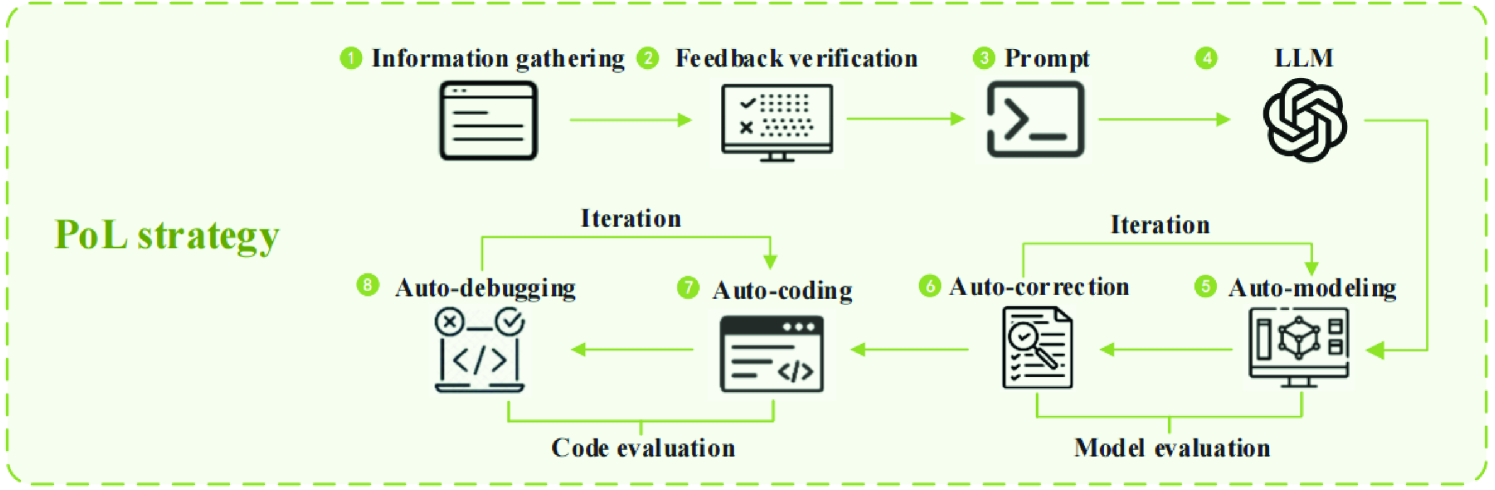 1 Information gathering
2 Feedback verification
3 Prompt
4 LLM
PoL strategy
Iteration
Iteration
8 Auto-debugging
7 Auto-coding
6 Auto-correction
5 Auto-modeling
Code evaluation
Model evaluation